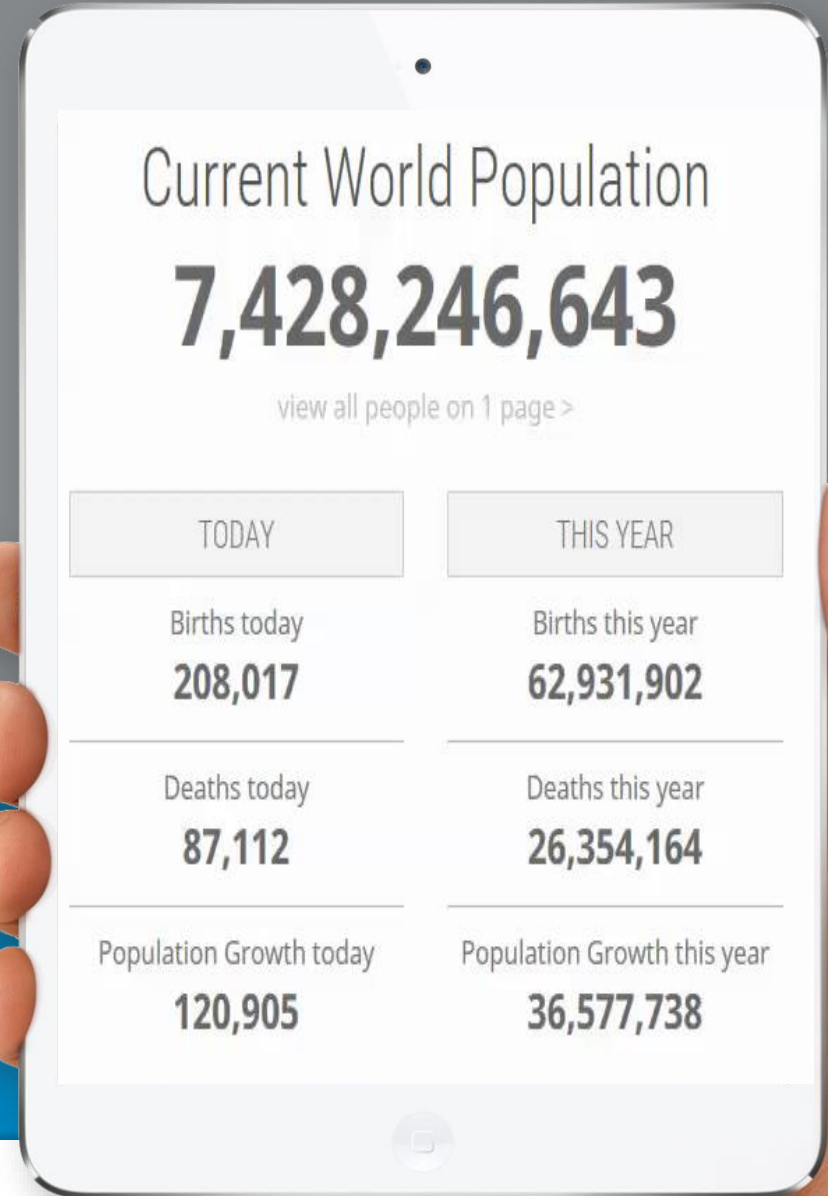 Current World Population
7,428,246,643
view all people on 1 page >
TODAY
THIS YEAR
Births today
208,017
Births this year
62,931,902
Deaths today
87,112
Deaths this year
26,354,164
Population Growth today
120,905
Population Growth this year
36,577,738